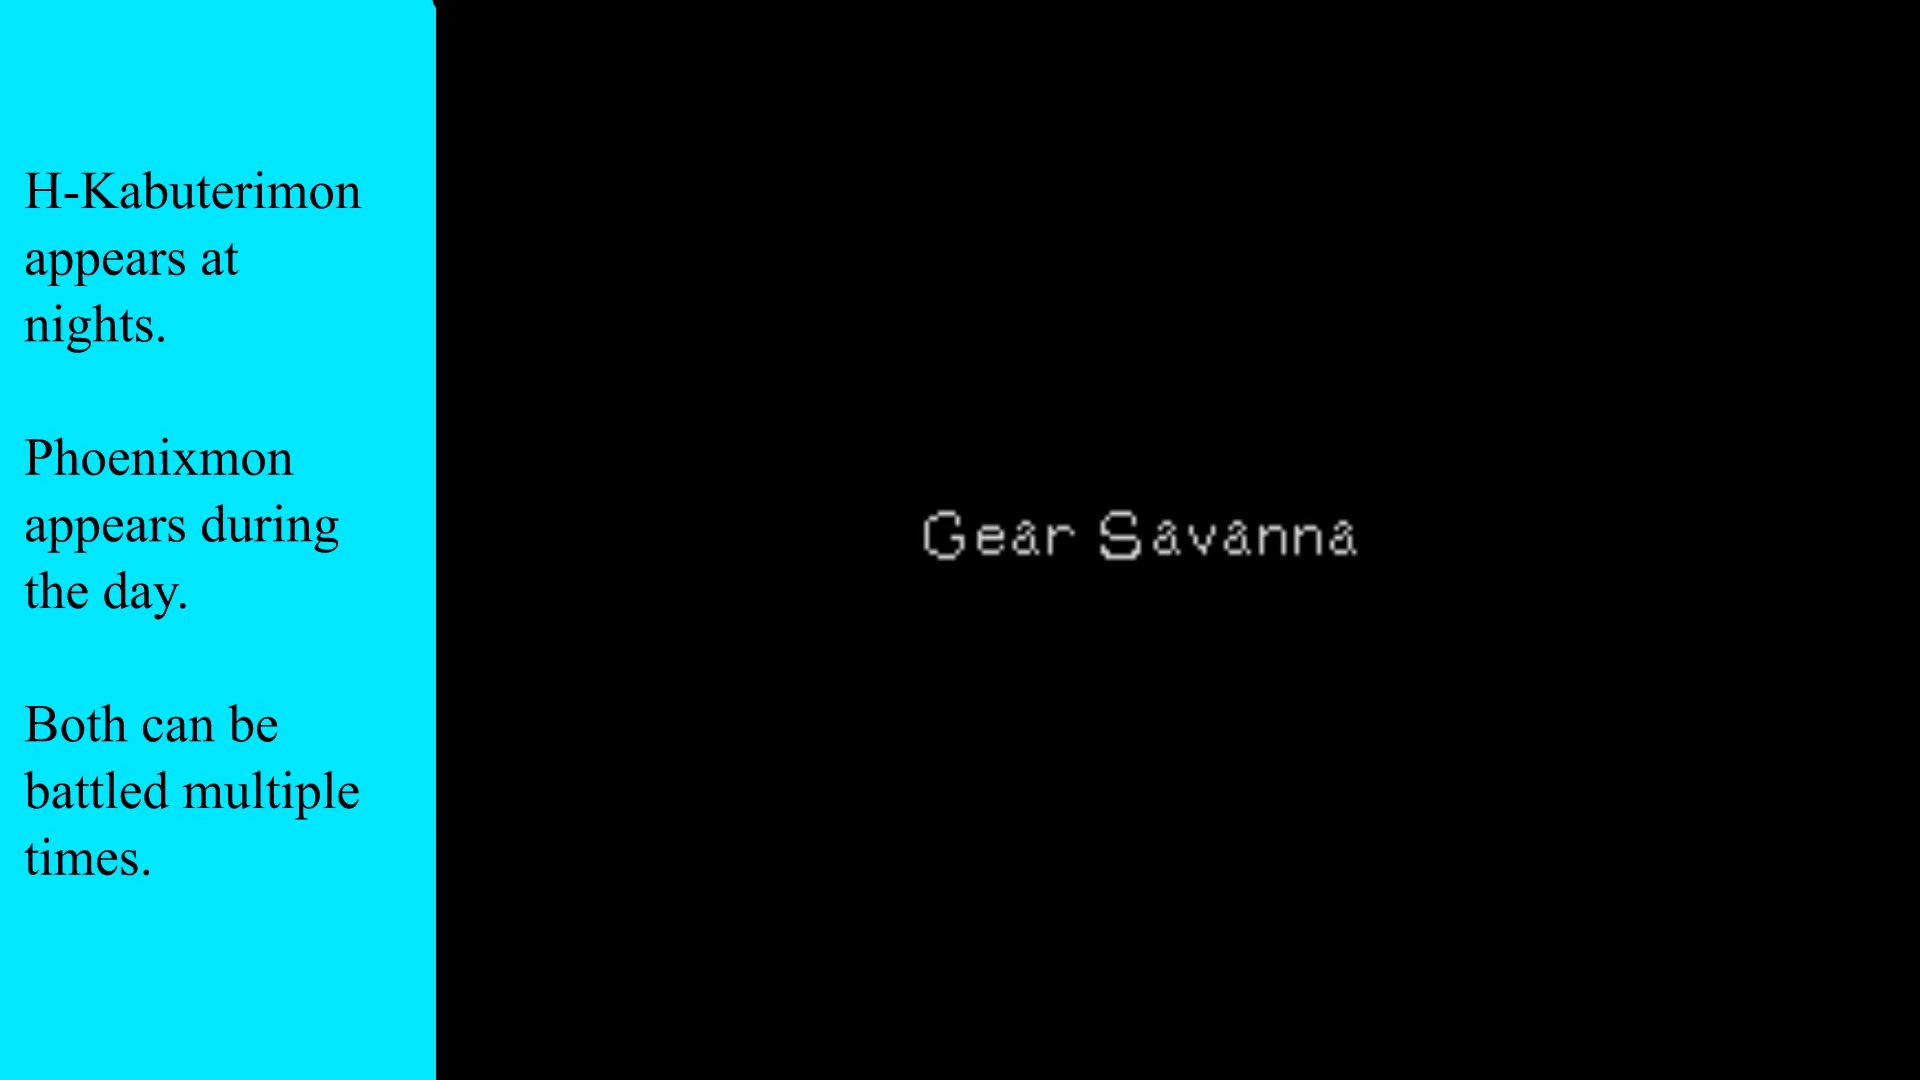 H-Kabuterimon
appears at
nights.
Phoenixmon
appears during
the day.
Both can be
battled multiple
times.
Gear Savanna